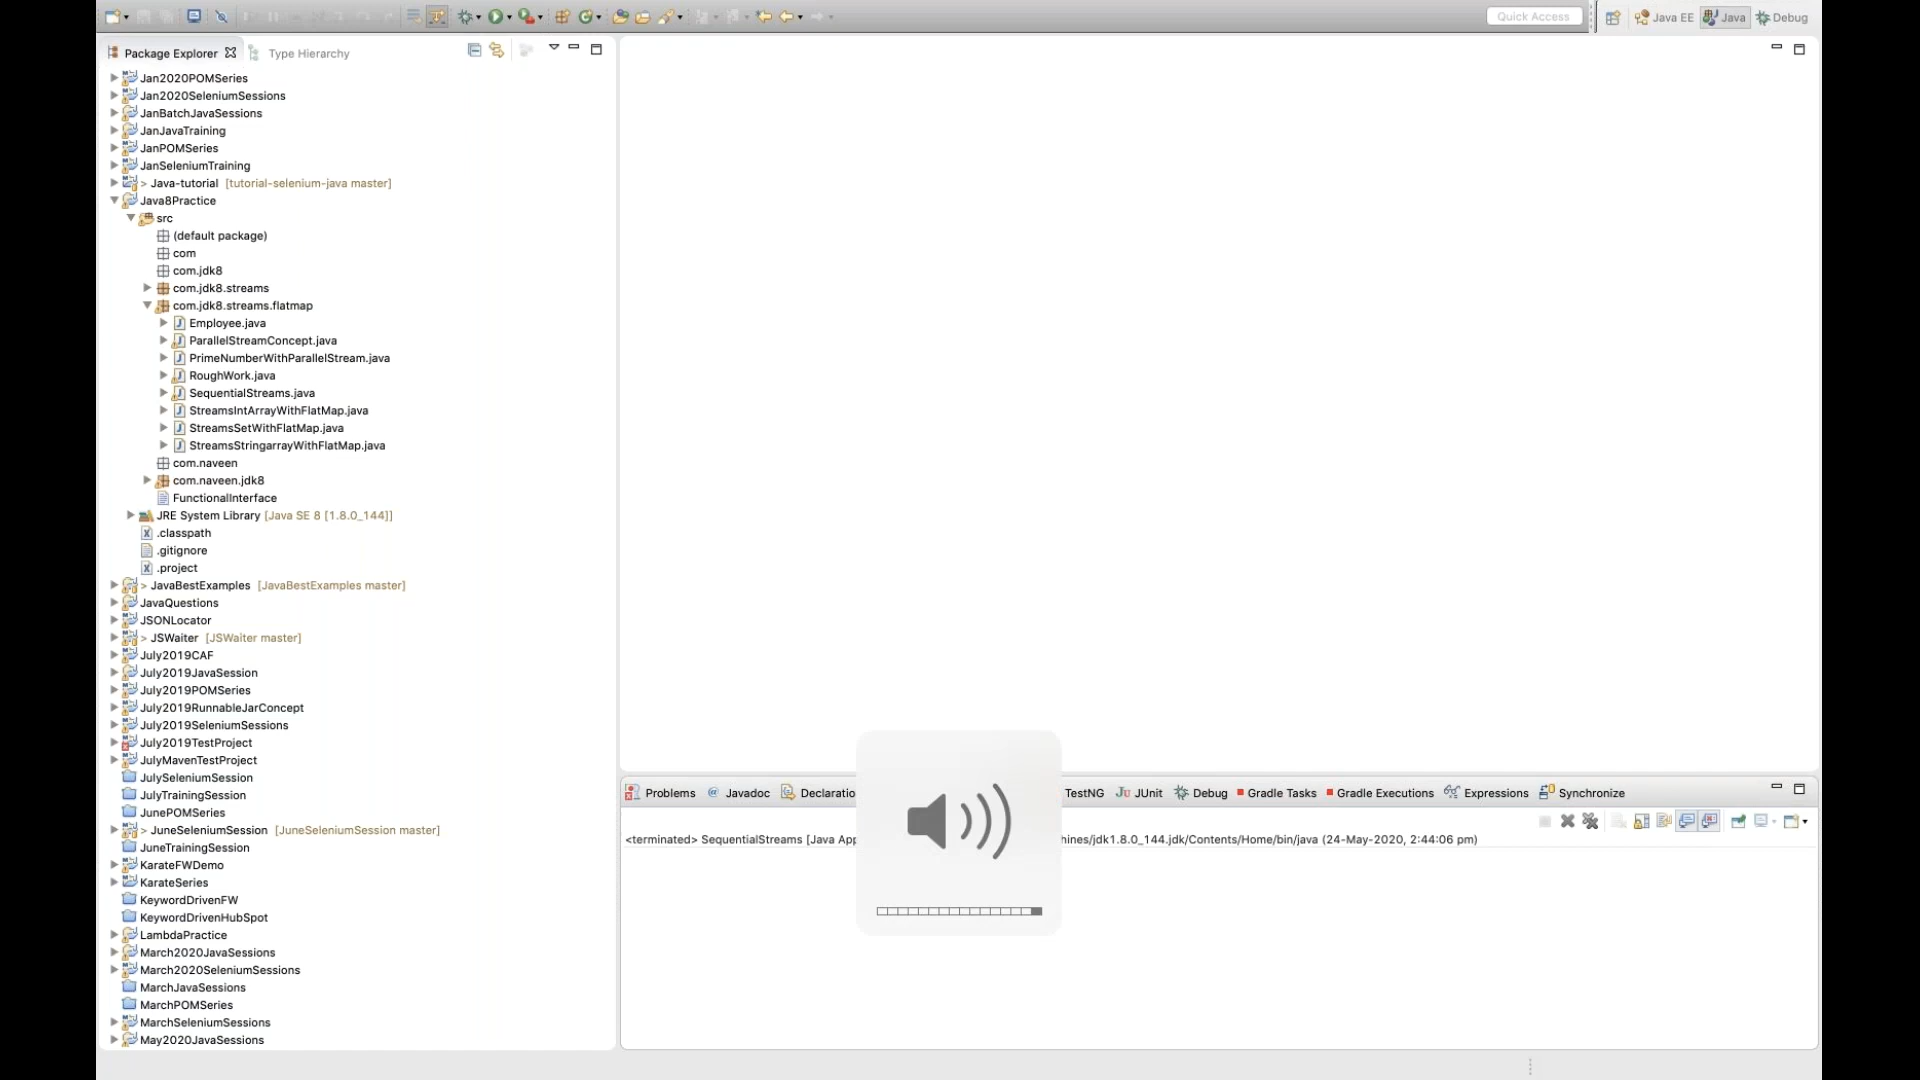 Quick Access
Java EE
Java
Debug
Package Explorer
Type Hierarchy
Jan2020POMSeries
Jan2020SeleniumSessions
JanBatchJavaSessions
JanJavaTraining
JanPOMSeries
JanSeleniumTraining
> Java-tutorial [tutorial-selenium-java master]
Java8Practice
src
(default package)
com
com.jdk8
com.jdk8.streams
com.jdk8.streams.flatmap
Employee.java
ParallelStreamConcept.java
PrimeNumberWithParallelStream.java
RoughWork.java
SequentialStreams.java
StreamsIntArrayWithFlatMap.java
StreamsSetWithFlatMap.java
StreamsStringarrayWithFlatMap.java
com.naveen
com.naveen.jdk8
FunctionalInterface
JRE System Library [Java SE 8 [1.8.0_144]]
.classpath
.gitignore
.project
> JavaBestExamples [JavaBestExamples master]
JavaQuestions
JSONLocator
> JSWaiter [JSWaiter master]
July2019CAF
July2019JavaSession
July2019POMSeries
July2019RunnableJarConcept
July2019SeleniumSessions
July2019TestProject
JulyMavenTestProject
JulySeleniumSession
JulyTrainingSession
JunePOMSeries
> JuneSeleniumSession [JuneSeleniumSession master]
JuneTrainingSession
KarateFWDemo
KarateSeries
KeywordDrivenFW
KeywordDrivenHubSpot
LambdaPractice
March2020JavaSessions
March2020SeleniumSessions
MarchJavaSessions
MarchPOMSeries
MarchSeleniumSessions
May2020JavaSessions
Problems @ Javadoc Declaratio TestNG Ju JUnit Debug Gradle Tasks Gradle Executions Expressions Synchronize
<terminated> SequentialStreams [Java App hines/jdk1.8.0_144.jdk/Contents/Home/bin/java (24-May-2020, 2:44:06 pm)